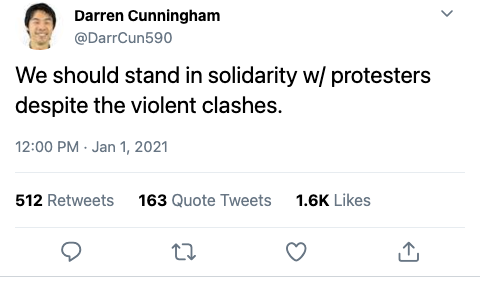 Darren Cunningham
@DarrCun590
We should stand in solidarity w/ protesters
despite the violent clashes.
12:00 PM · Jan 1, 2021
512 Retweets 163 Quote Tweets 1.6K Likes